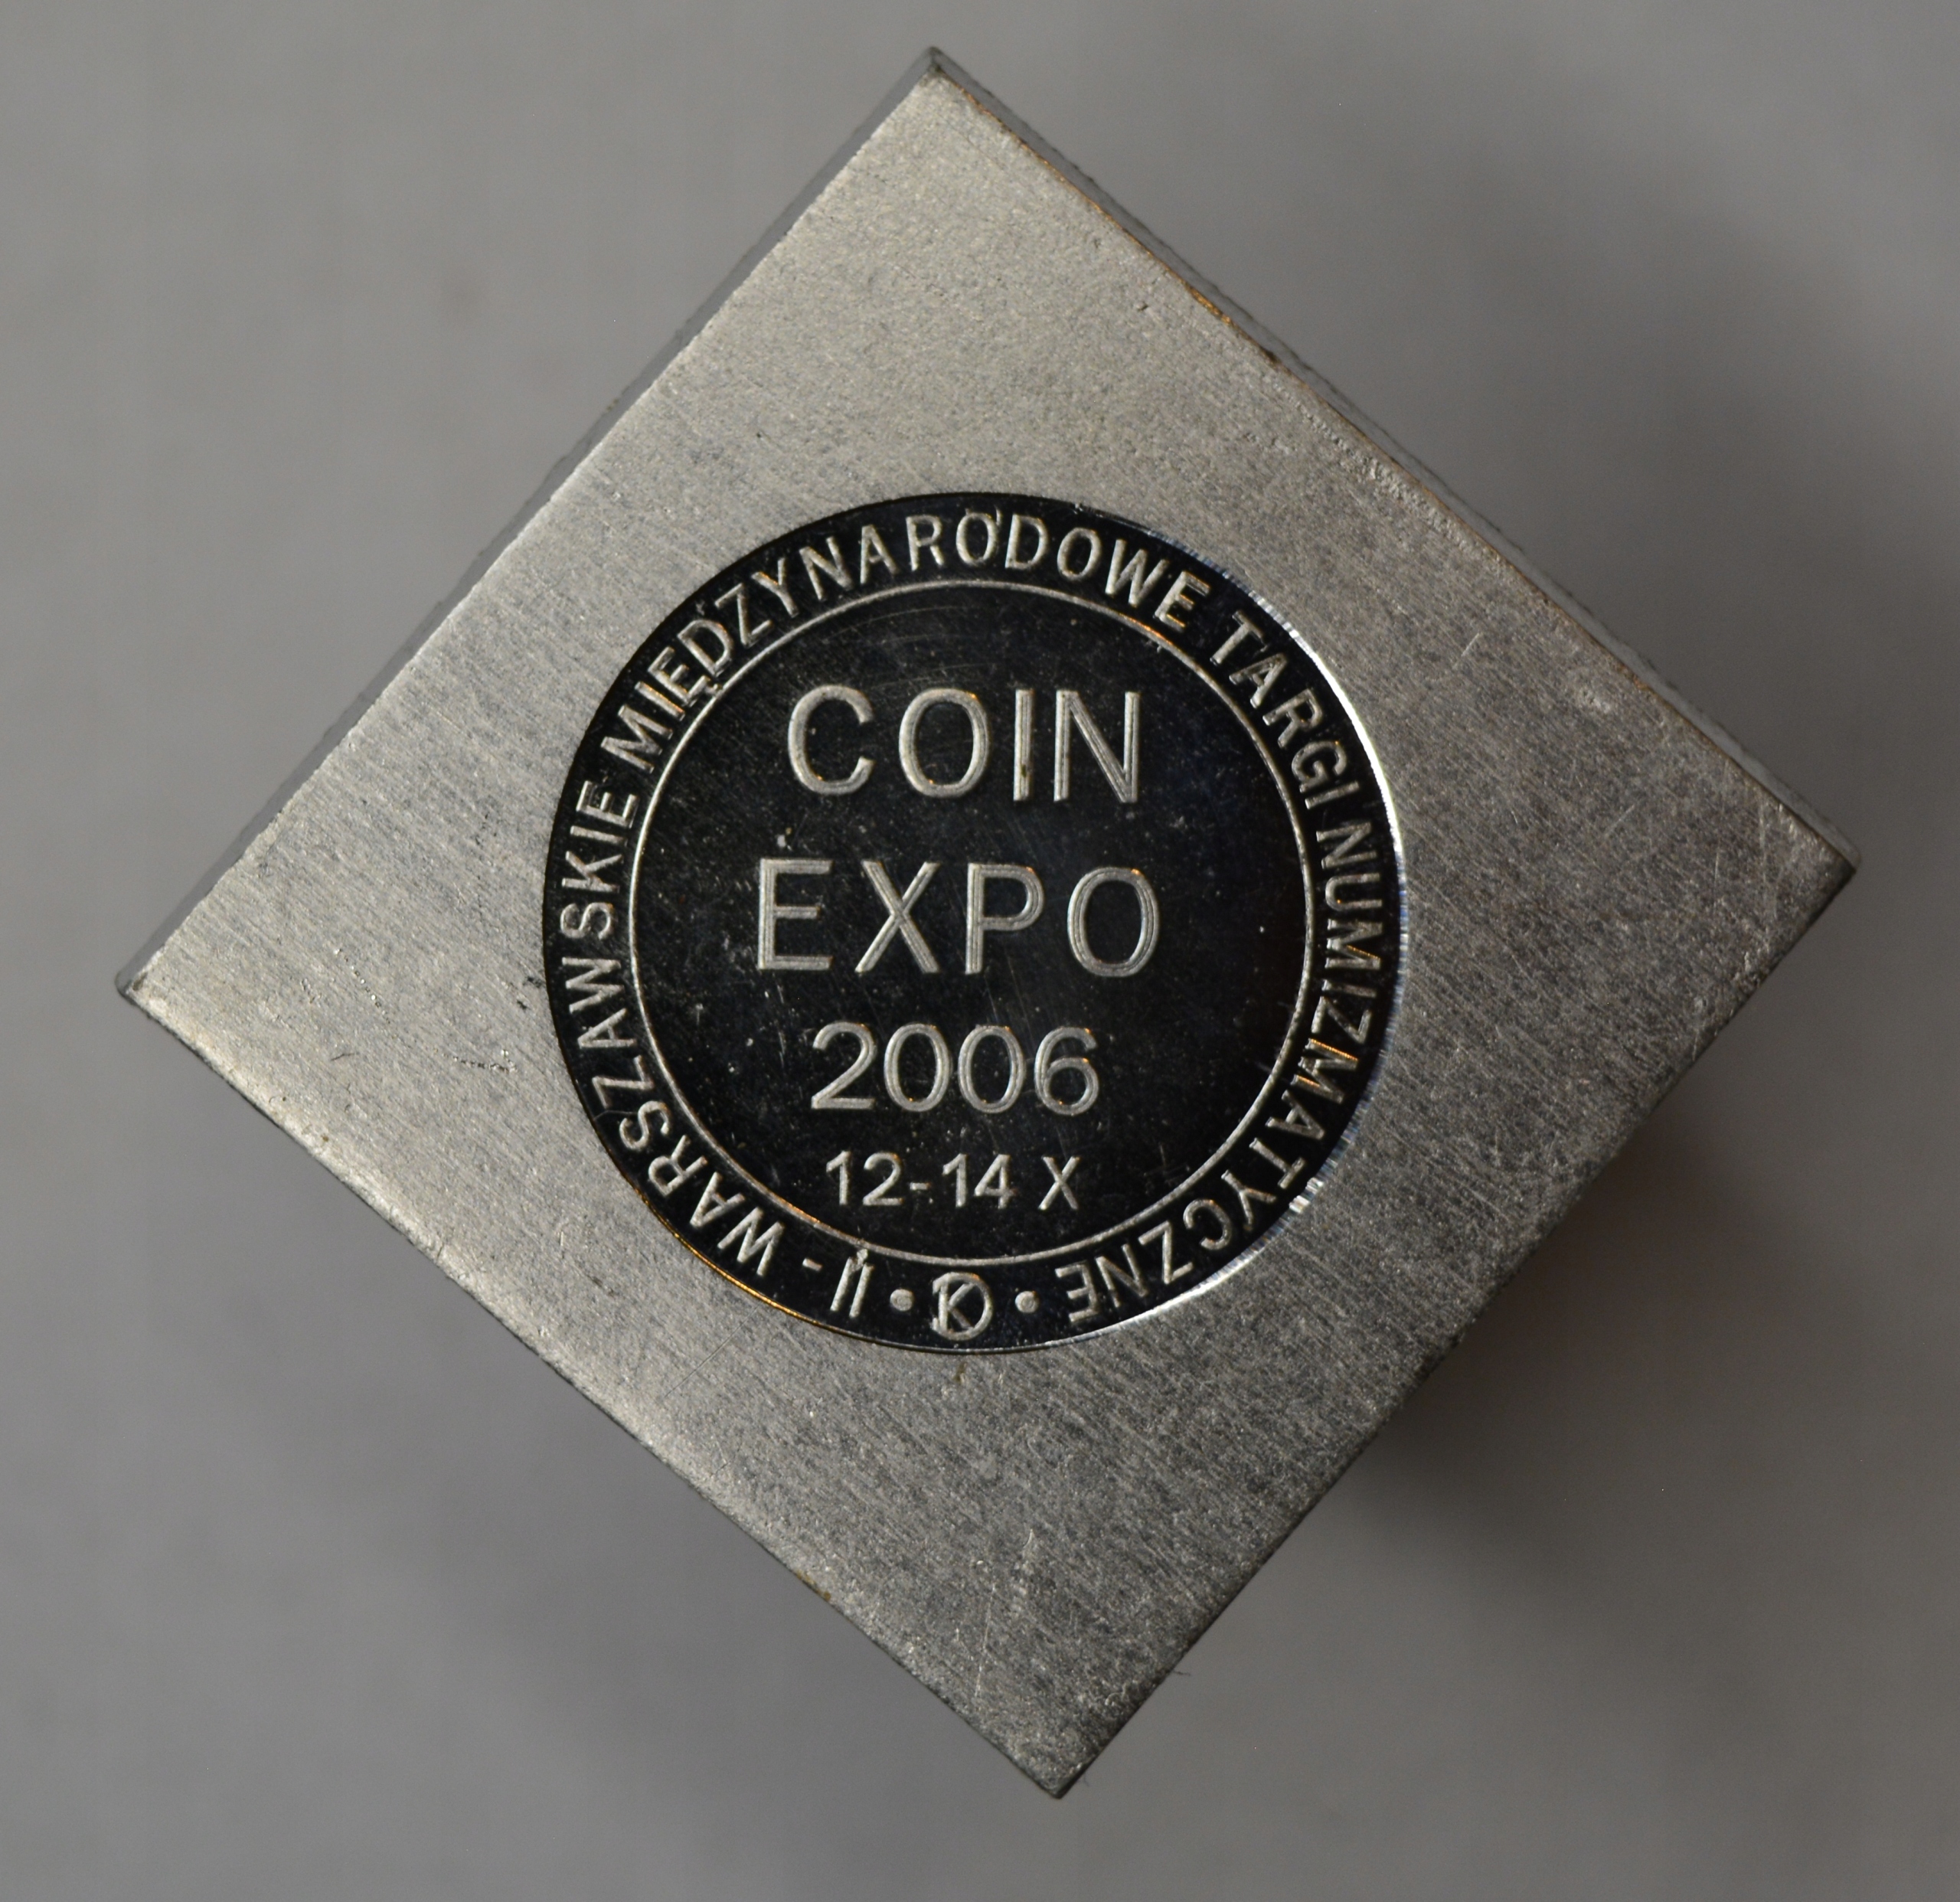 II - WARSZAWSKIE MIĘDZYNARODOWE TARGI NUMIZMATYCZNE
COIN
EXPO
2006
12-14 X